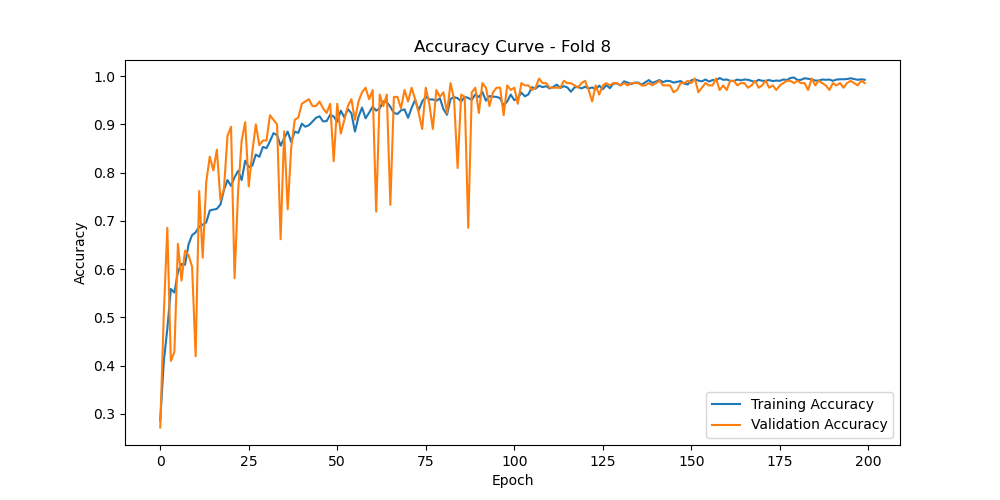 Accuracy Curve - Fold 8
Accuracy
1.0
0.9
0.8
0.7
0.6
0.5
0.4
0.3
0 25 50 75 100 125 150 175 200
Epoch
Training Accuracy
Validation Accuracy